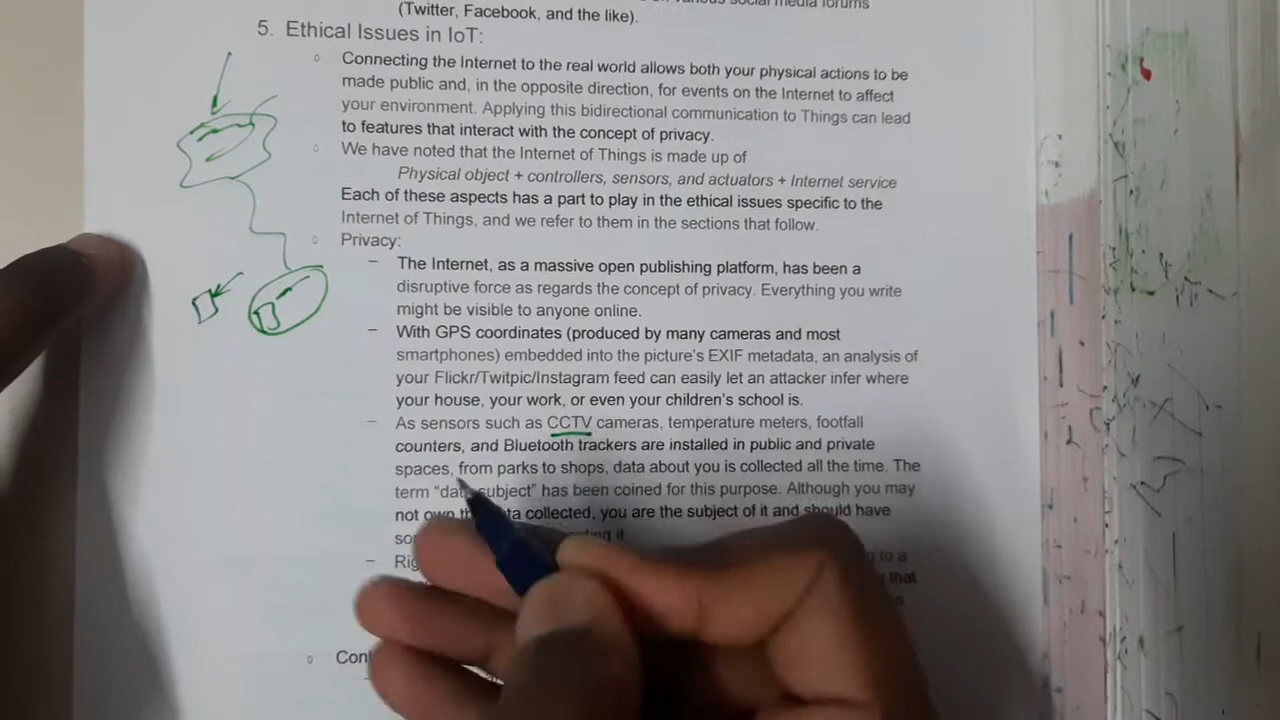 (Twitter, Facebook, and the like).
5. Ethical Issues in IoT:
Connecting the Internet to the real world allows both your physical actions to be
made public and, in the opposite direction, for events on the Internet to affect
your environment. Applying this bidirectional communication to Things can lead
to features that interact with the concept of privacy.
We have noted that the Internet of Things is made up of
Physical object + controllers, sensors, and actuators + Internet service
Each of these aspects has a part to play in the ethical issues specific to the
Internet of Things, and we refer to them in the sections that follow.
Privacy:
– The Internet, as a massive open publishing platform, has been a
disruptive force as regards the concept of privacy. Everything you write
might be visible to anyone online.
– With GPS coordinates (produced by many cameras and most
smartphones) embedded into the picture's EXIF metadata, an analysis of
your Flickr/Twitpic/Instagram feed can easily let an attacker infer where
your house, your work, or even your children's school is.
– As sensors such as CCTV cameras, temperature meters, footfall
counters, and Bluetooth trackers are installed in public and private
spaces, from parks to shops, data about you is collected all the time. The
term "data subject" has been coined for this purpose. Although you may
not own collected, you are the subject of it and should have
it
to a
that